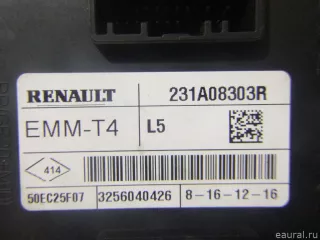 RENAULT 231A08303R
EMM-T4 L5
414
50EC25F07 3256040426 8-16-12-16
© eaural.ru